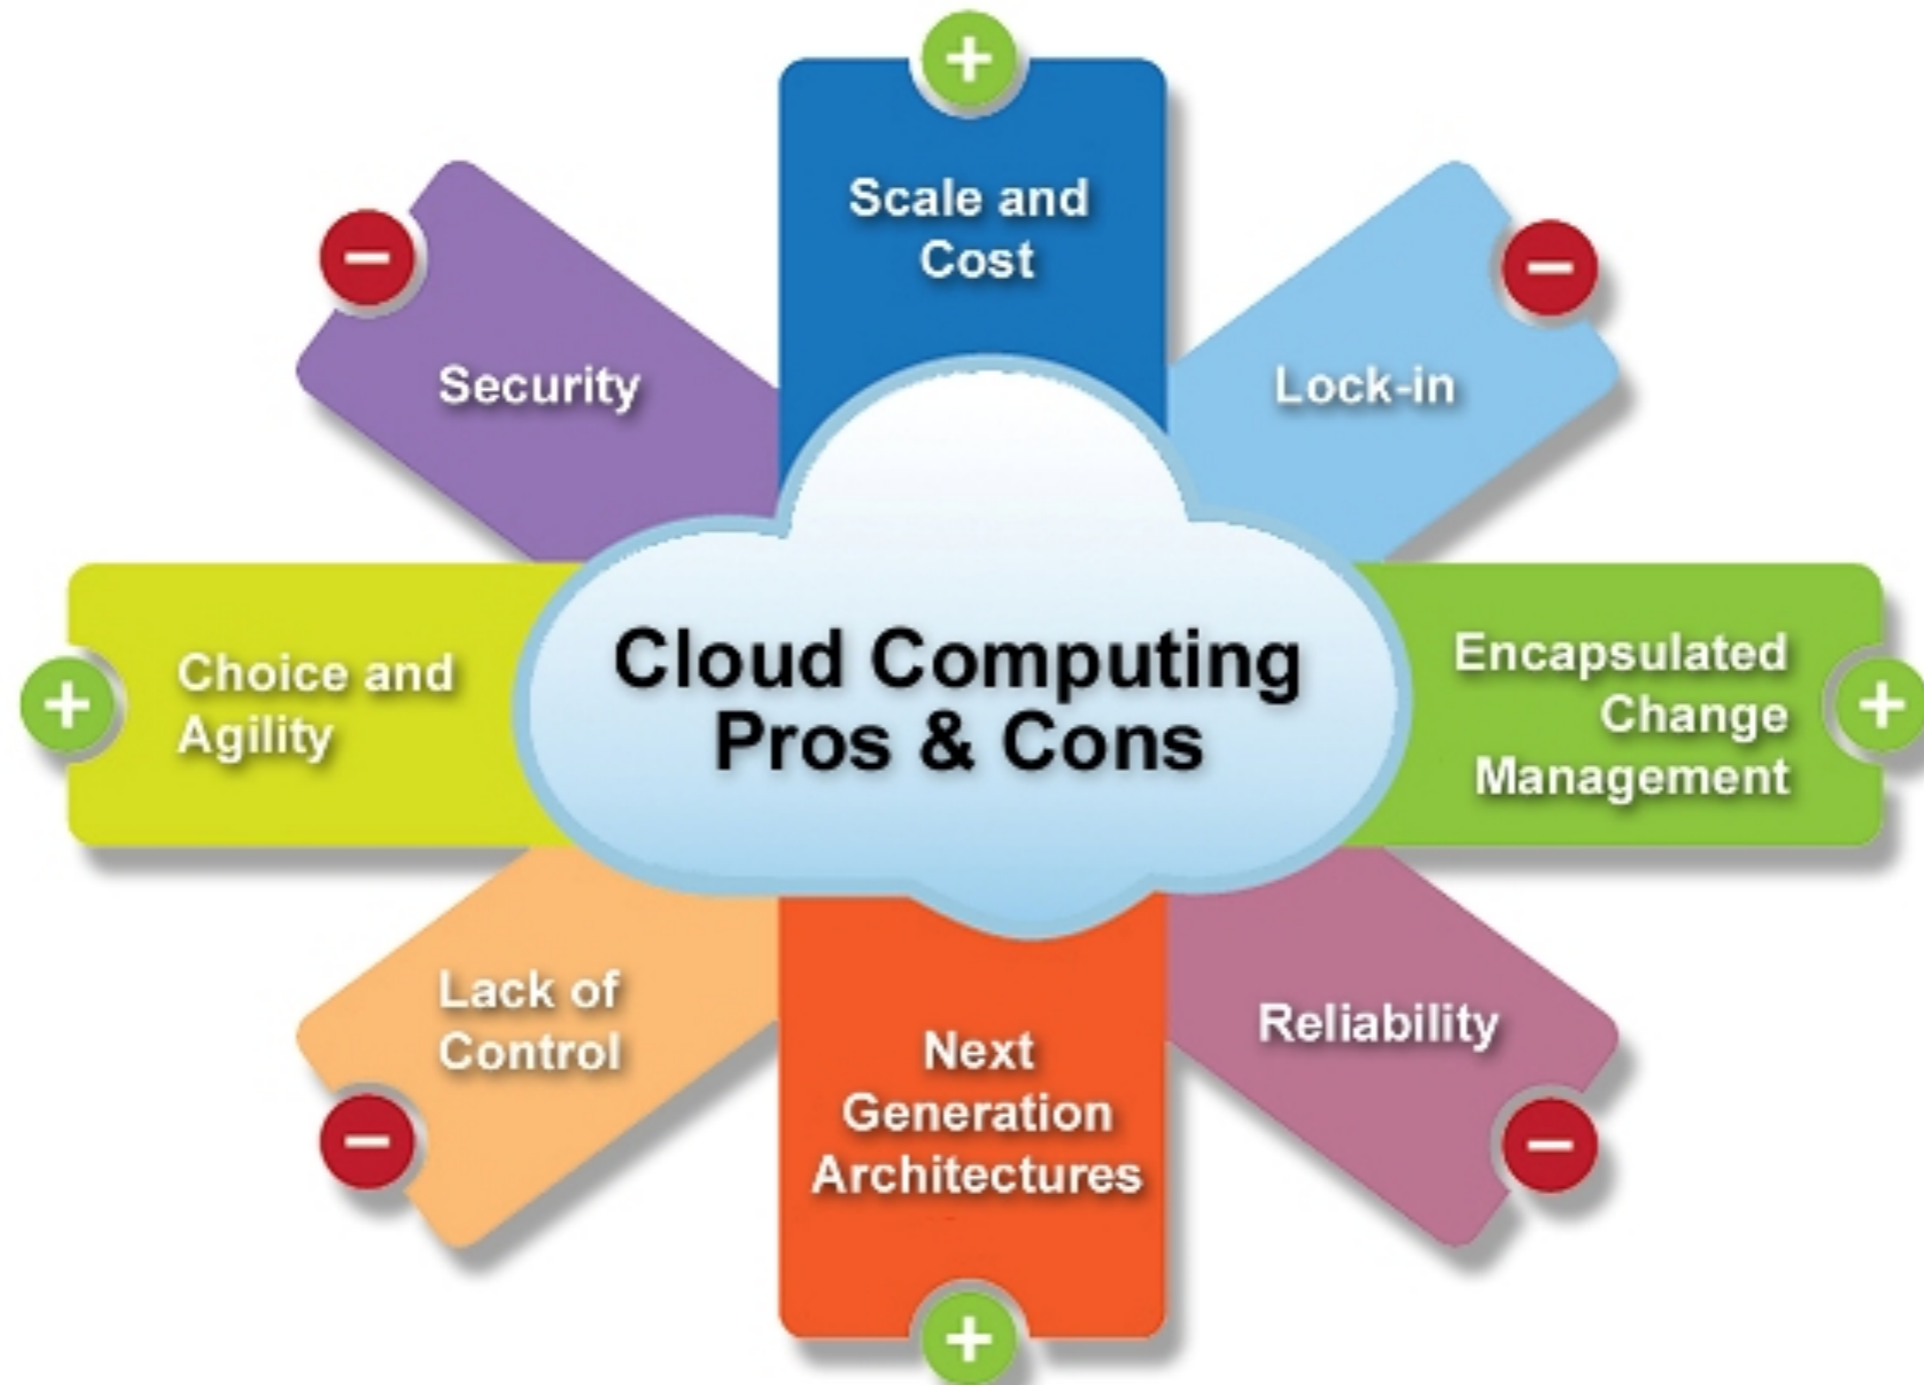 Scale and
Cost
Security
Lock-in
Cloud Computing
Pros & Cons
Choice and
Agility
Encapsulated
Change
Management
Lack of
Control
Next
Generation
Architectures
Reliability